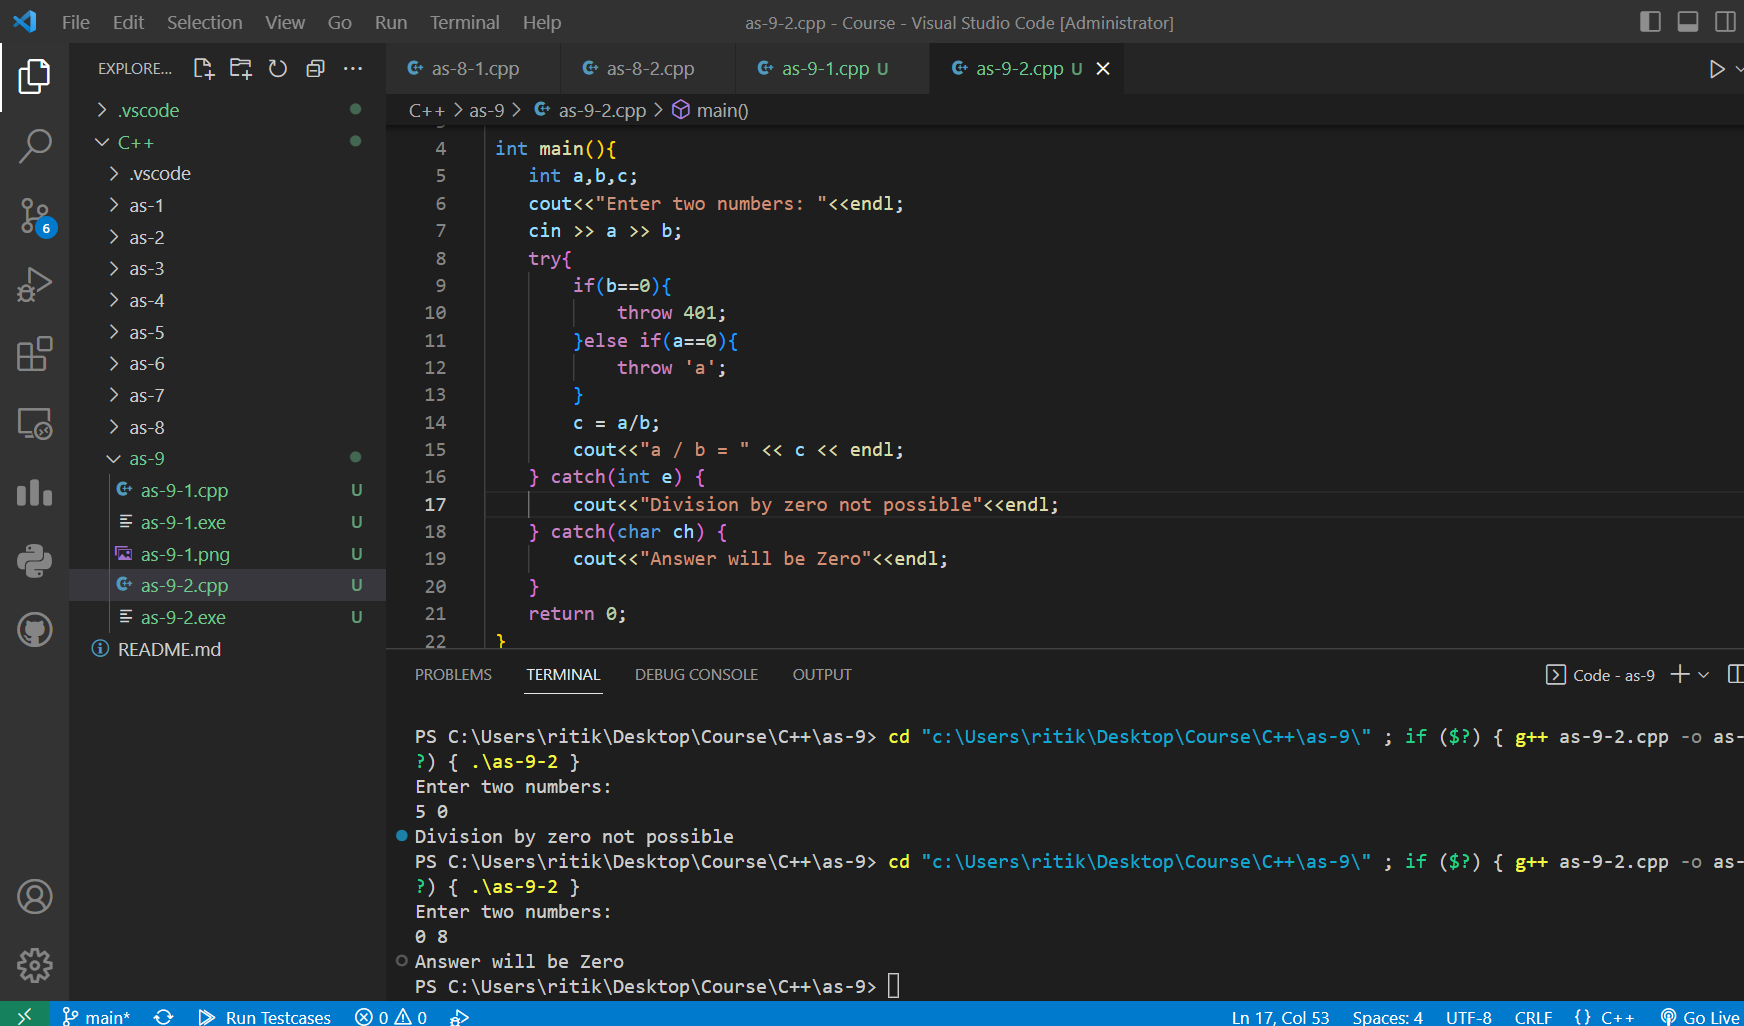 File Edit Selection View Go Run Terminal Help as-9-2.cpp - Course - Visual Studio Code [Administrator]
EXPLORE...
as-8-1.cpp as-8-2.cpp as-9-1.cpp U as-9-2.cpp U
C++ > as-9 > as-9-2.cpp > main()
.vscode
C++
.vscode
as-1
as-2
as-3
as-4
as-5
as-6
as-7
as-8
as-9
as-9-1.cpp U
as-9-1.exe U
as-9-1.png U
as-9-2.cpp U
as-9-2.exe U
README.md
6
4 int main(){
5 int a,b,c;
6 cout<<"Enter two numbers: "<<endl;
7 cin >> a >> b;
8 try{
9 if(b==0){
10 throw 401;
11 }else if(a==0){
12 throw 'a';
13 }
14 c = a/b;
15 cout<<"a / b = " << c << endl;
16 } catch(int e) {
17 cout<<"Division by zero not possible"<<endl;
18 } catch(char ch) {
19 cout<<"Answer will be Zero"<<endl;
20 }
21 return 0;
22 }
PROBLEMS TERMINAL DEBUG CONSOLE OUTPUT Code - as-9
PS C:\Users\ritik\Desktop\Course\C++\as-9> cd "c:\Users\ritik\Desktop\Course\C++\as-9\" ; if ($?) { g++ as-9-2.cpp -o as-
?) { .\as-9-2 }
Enter two numbers:
5 0
Division by zero not possible
PS C:\Users\ritik\Desktop\Course\C++\as-9> cd "c:\Users\ritik\Desktop\Course\C++\as-9\" ; if ($?) { g++ as-9-2.cpp -o as-
?) { .\as-9-2 }
Enter two numbers:
0 8
Answer will be Zero
PS C:\Users\ritik\Desktop\Course\C++\as-9>
main* Run Testcases 0 0 Ln 17, Col 53 Spaces: 4 UTF-8 CRLF {} C++ Go Live